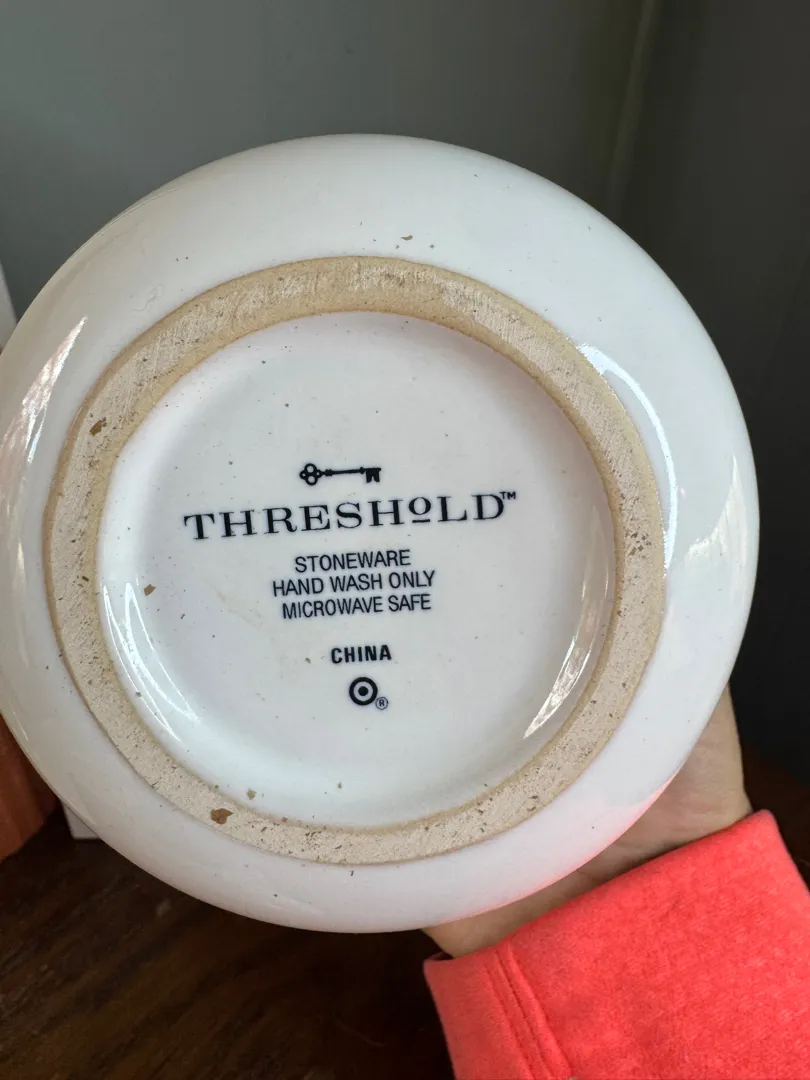 THRESHOLD™
STONEWARE
HAND WASH ONLY
MICROWAVE SAFE
CHINA
®